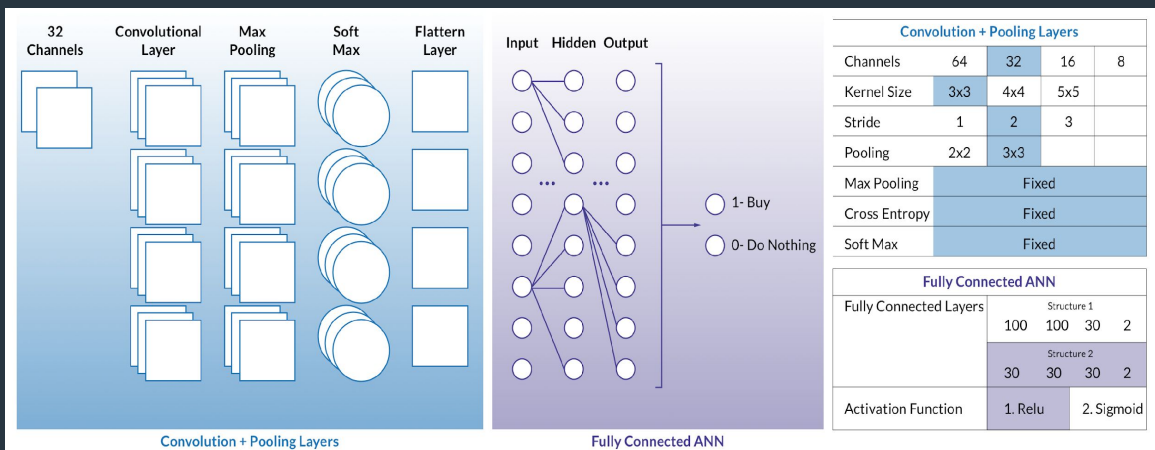 32 Channels
Convolutional Layer
Max Pooling
Soft Max
Flattern Layer
Convolution + Pooling Layers
Input Hidden Output
... ...
1- Buy
0- Do Nothing
Fully Connected ANN
Convolution + Pooling Layers
Channels 64 32 16 8
Kernel Size 3x3 4x4 5x5
Stride 1 2 3
Pooling 2x2 3x3
Max Pooling Fixed
Cross Entropy Fixed
Soft Max Fixed
Fully Connected ANN
Fully Connected Layers Structure 1
100 100 30 2
Structure 2
30 30 30 2
Activation Function 1. Relu 2. Sigmoid